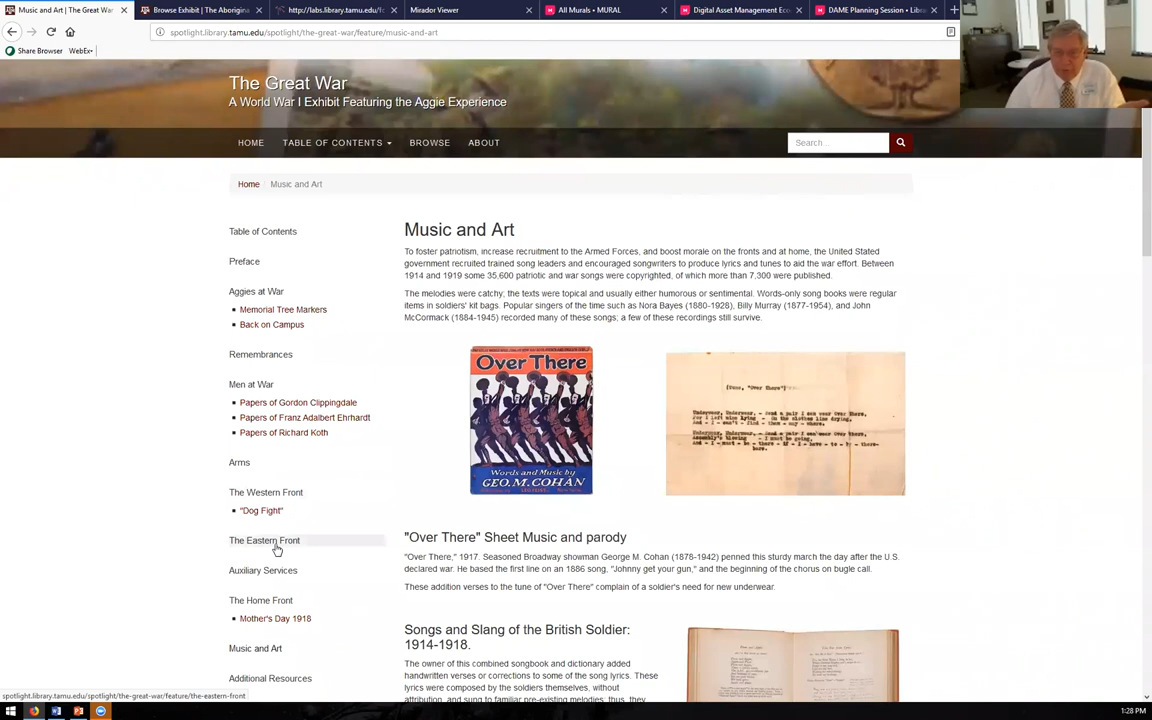 Music and Art | The Great War
Browse Exhibit | The Aborigina
http://labs.library.tamu.edu/
Mirador Viewer
All Murals • MURAL
Digital Asset Management Eco
DAME Planning Session • Libra
spotlight.library.tamu.edu/spotlight/the-great-war/feature/music-and-art
Share Browser
WebEx
The Great War
A World War I Exhibit Featuring the Aggie Experience
HOME
TABLE OF CONTENTS
BROWSE
ABOUT
Search...
Home / Music and Art
Table of Contents
Preface
Aggies at War
Memorial Tree Markers
Back on Campus
Remembrances
Men at War
Papers of Gordon Clippingdale
Papers of Franz Adalbert Ehrhardt
Papers of Richard Koth
Arms
The Western Front
"Dog Fight"
The Eastern Front
Auxiliary Services
The Home Front
Mother's Day 1918
Music and Art
Additional Resources
Music and Art
To foster patriotism, increase recruitment to the Armed Forces, and boost morale on the fronts and at home, the United Stated
government recruited trained song leaders and encouraged songwriters to produce lyrics and tunes to aid the war effort. Between
1914 and 1919 some 35,600 patriotic and war songs were copyrighted, of which more than 7,300 were published.
The melodies were catchy; the texts were topical and usually either humorous or sentimental. Words-only song books were regular
items in soldiers' kit bags. Popular singers of the time such as Nora Bayes (1880-1928), Billy Murray (1877-1954), and John
McCormack (1884-1945) recorded many of these songs; a few of these recordings still survive.
Over There
Words and Music by
GEO. M. COHAN
(Tune, "Over There")
Underwear, Underwear, - Send a pair I can wear Over There,
"Over There" Sheet Music and parody
"Over There," 1917. Seasoned Broadway showman George M. Cohan (1878-1942) penned this sturdy march the day after the U.S.
declared war. He based the first line on an 1886 song, "Johnny get your gun," and the beginning of the chorus on bugle call.
These addition verses to the tune of "Over There" complain of a soldier's need for new underwear.
Songs and Slang of the British Soldier:
1914-1918.
The owner of this combined songbook and dictionary added
handwritten verses or corrections to some of the song lyrics. These
lyrics were composed by the soldiers themselves, without
attribution, and sung to familiar pre-existing melodies; thus, they
spotlight.library.tamu.edu/spotlight/the-great-war/feature/the-eastern-front
1:28 PM